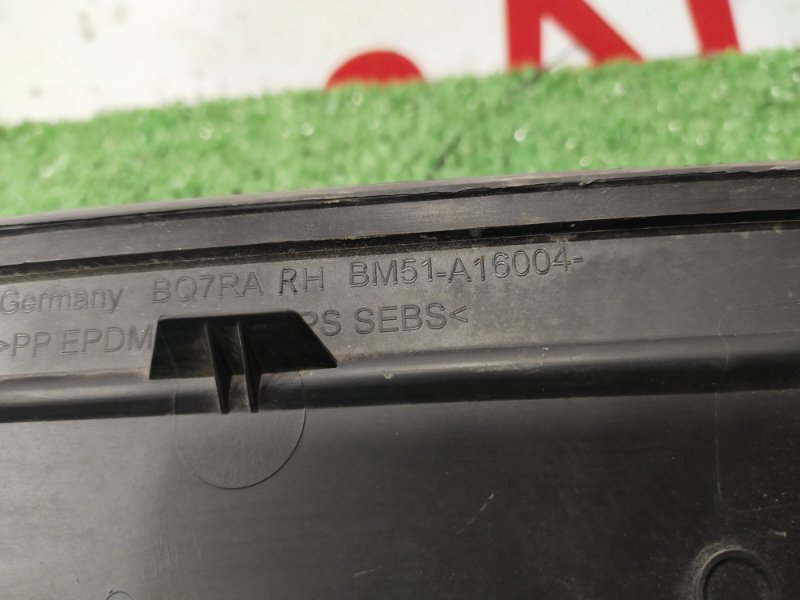 Germany BQ7RA RH BM51-A16004-
>PP EPDM PS SEBS<